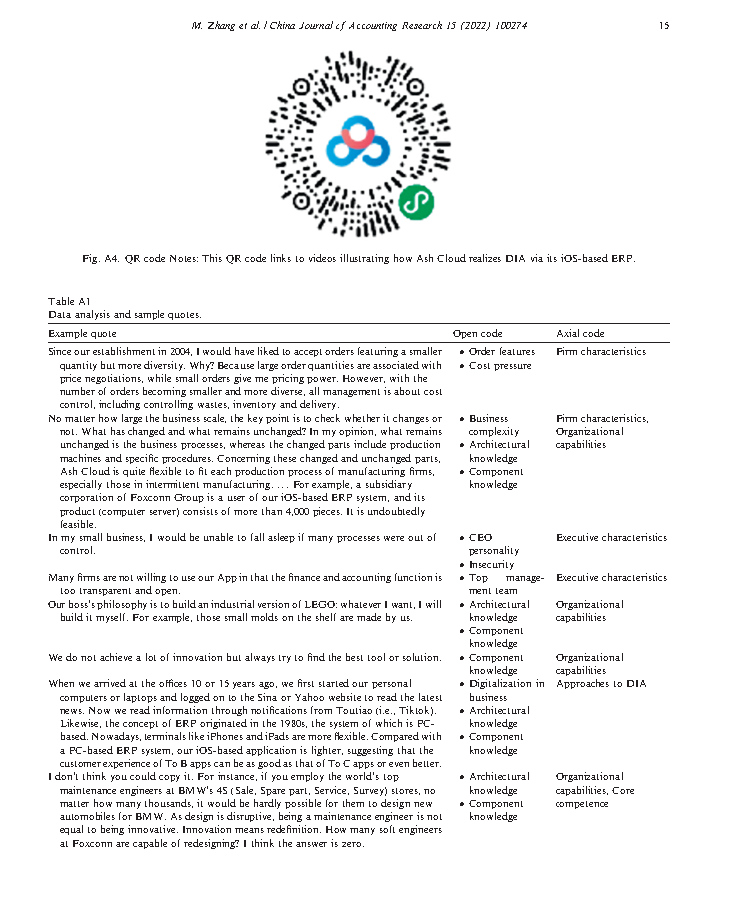 M. Zhang et al. / China Journal of Accounting Research 15 (2022) 100274
15
Fig. A4. QR code Notes: This QR code links to videos illustrating how Ash Cloud realizes DIA via its iOS-based ERP.
Table A1
Data analysis and sample quotes.
Example quote Open code Axial code
Since our establishment in 2004, I would have liked to accept orders featuring a smaller
quantity but more diversity. Why? Because large order quantities are associated with
price negotiations, while small orders give me pricing power. However, with the
number of orders becoming smaller and more diverse, all management is about cost
control, including controlling wastes, inventory and delivery.
• Order features
• Cost pressure
Firm characteristics
No matter how large the business scale, the key point is to check whether it changes or
not. What has changed and what remains unchanged? In my opinion, what remains
unchanged is the business processes, whereas the changed parts include production
machines and specific procedures. Concerning these changed and unchanged parts,
Ash Cloud is quite flexible to fit each production process of manufacturing firms,
especially those in intermittent manufacturing. ... For example, a subsidiary
corporation of Foxconn Group is a user of our iOS-based ERP system, and its
product (computer server) consists of more than 4,000 pieces. It is undoubtedly
feasible.
• Business
complexity
• Architectural
knowledge
• Component
knowledge
Firm characteristics,
Organizational
capabilities
In my small business, I would be unable to fall asleep if many processes were out of
control.
• CEO
personality
• Insecurity
Executive characteristics
Many firms are not willing to use our App in that the finance and accounting function is
too transparent and open.
• Top manage-
ment team
Executive characteristics
Our boss's philosophy is to build an industrial version of LEGO: whatever I want, I will
build it myself. For example, those small molds on the shelf are made by us.
• Architectural
knowledge
• Component
knowledge
Organizational
capabilities
We do not achieve a lot of innovation but always try to find the best tool or solution.
• Component
knowledge
Organizational
capabilities
When we arrived at the offices 10 or 15 years ago, we first started our personal
computers or laptops and logged on to the Sina or Yahoo website to read the latest
news. Now we read information through notifications from Toutiao (i.e., Tiktok).
Likewise, the concept of ERP originated in the 1980s, the system of which is PC-
based. Nowadays, terminals like iPhones and iPads are more flexible. Compared with
a PC-based ERP system, our iOS-based application is lighter, suggesting that the
customer experience of To B apps can be as good as that of To C apps or even better.
• Digitalization in
business
• Architectural
knowledge
• Component
knowledge
Approaches to DIA
I don't think you could copy it. For instance, if you employ the world's top
maintenance engineers at BMW's 4S (Sale, Spare part, Service, Survey) stores, no
matter how many thousands, it would be hardly possible for them to design new
automobiles for BMW. As design is disruptive, being a maintenance engineer is not
equal to being innovative. Innovation means redefinition. How many soft engineers
at Foxconn are capable of redesigning? I think the answer is zero.
• Architectural
knowledge
• Component
knowledge
Organizational
capabilities, Core
competence